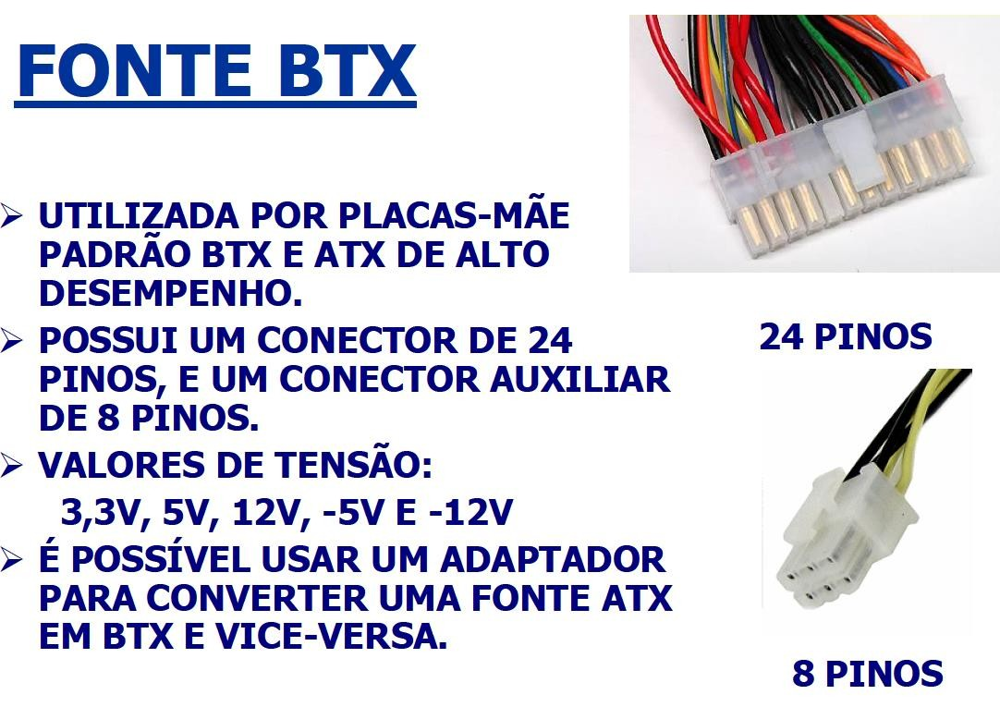 FONTE BTX
➢ UTILIZADA POR PLACAS-MÃE
PADRÃO BTX E ATX DE ALTO
DESEMPENHO.
➢ POSSUI UM CONECTOR DE 24
PINOS, E UM CONECTOR AUXILIAR
DE 8 PINOS.
➢ VALORES DE TENSÃO:
3,3V, 5V, 12V, -5V E -12V
➢ É POSSÍVEL USAR UM ADAPTADOR
PARA CONVERTER UMA FONTE ATX
EM BTX E VICE-VERSA.
24 PINOS
8 PINOS